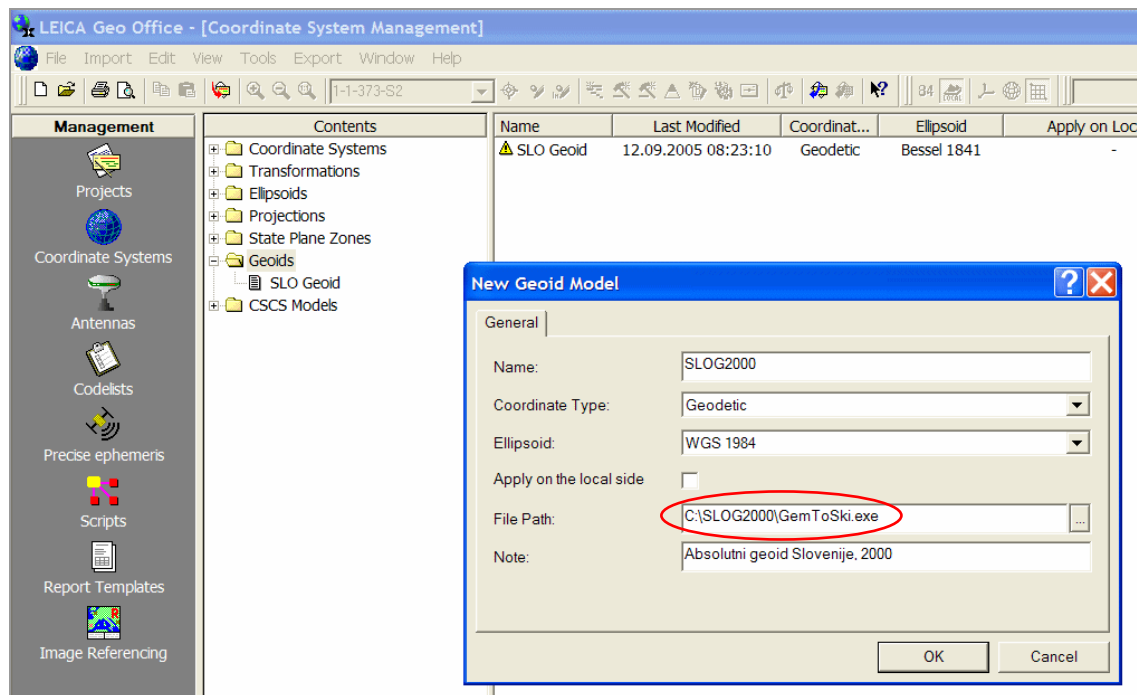 LEICA Geo Office - [Coordinate System Management]
File Import Edit View Tools Export Window Help
1-1-373-S2
84
LOCAL
Management
Projects
Coordinate Systems
Antennas
Codelists
Precise ephemeris
Scripts
Report Templates
R
Image Referencing
Contents
Coordinate Systems
Transformations
Ellipsoids
Projections
State Plane Zones
Geoids
SLO Geoid
CSCS Models
Name Last Modified Coordinat... Ellipsoid Apply on Loc
SLO Geoid 12.09.2005 08:23:10 Geodetic Bessel 1841 -
New Geoid Model
General
Name: SLOG2000
Coordinate Type: Geodetic
Ellipsoid: WGS 1984
Apply on the local side
File Path: C:\SLOG2000\GemToSki.exe ...
Note: Absolutni geoid Slovenije, 2000
OK Cancel